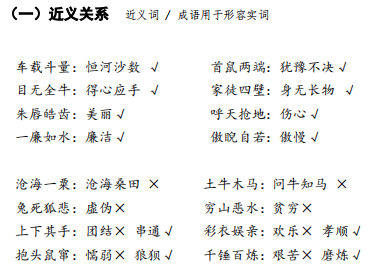 （一）近义关系 近义词 / 成语用于形容实词
车载斗量：恒河沙数 √ 首鼠两端：犹豫不决 √
目无全牛：得心应手 √ 家徒四壁：身无长物 √
朱唇皓齿：美丽√ 呼天抢地：伤心√
一廉如水：廉洁√ 傲睨自若：傲慢√
沧海一粟：沧海桑田 × 土牛木马：问牛知马 ×
兔死狐悲：虚伪× 穷山恶水：贫穷×
上下其手：团结× 串通√ 彩衣娱亲：欢乐× 孝顺√
抱头鼠窜：懦弱× 狼狈√ 千锤百炼：艰苦× 磨炼√